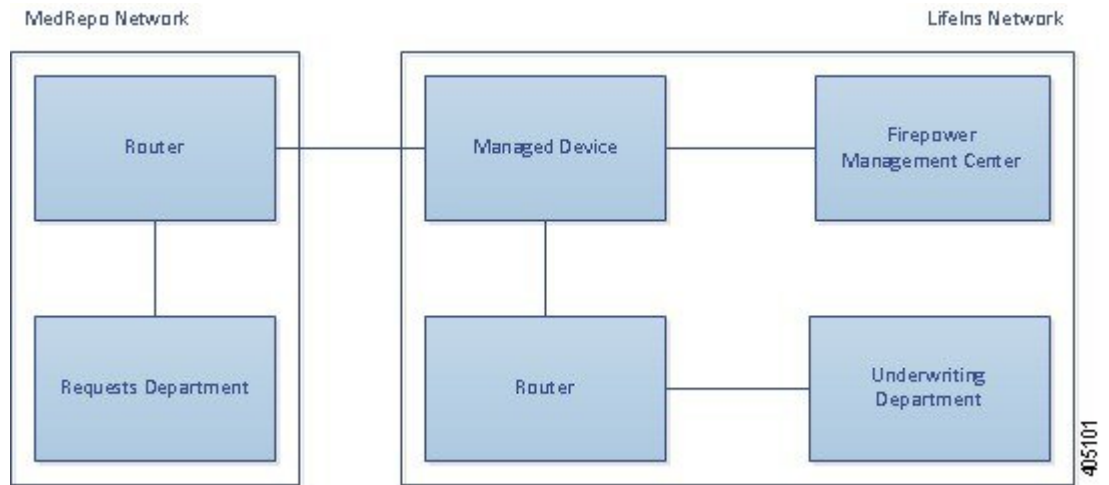 MedRepo Network
LifeIns Network
Router
Managed Device
Firepower
Management Center
Requests Department
Router
Underwriting
Department
405101